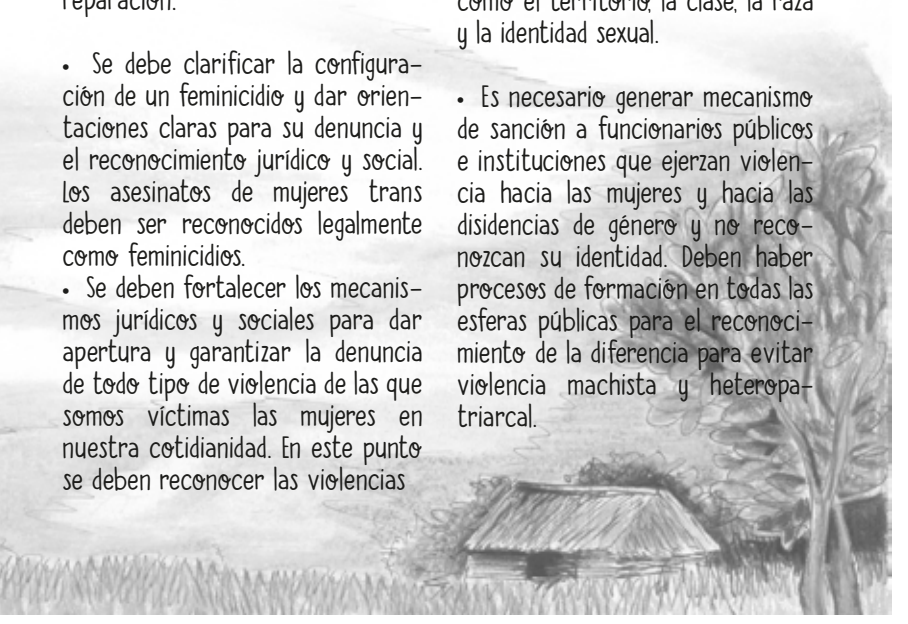 reparación.
• Se debe clarificar la configura-
ción de un feminicidio y dar orien-
taciones claras para su denuncia y
el reconocimiento jurídico y social.
Los asesinatos de mujeres trans
deben ser reconocidos legalmente
como feminicidios.
• Se deben fortalecer los mecanis-
mos jurídicos y sociales para dar
apertura y garantizar la denuncia
de todo tipo de violencia de las que
somos víctimas las mujeres en
nuestra cotidianidad. En este punto
se deben reconocer las violencias
como el territorio, la clase, la raza
y la identidad sexual.
• Es necesario generar mecanismo
de sanción a funcionarios públicos
e instituciones que ejerzan violen-
cia hacia las mujeres y hacia las
disidencias de género y no reco-
nozcan su identidad. Deben haber
procesos de formación en todas las
esferas públicas para el reconoci-
miento de la diferencia para evitar
violencia machista y heteropa-
triarcal.